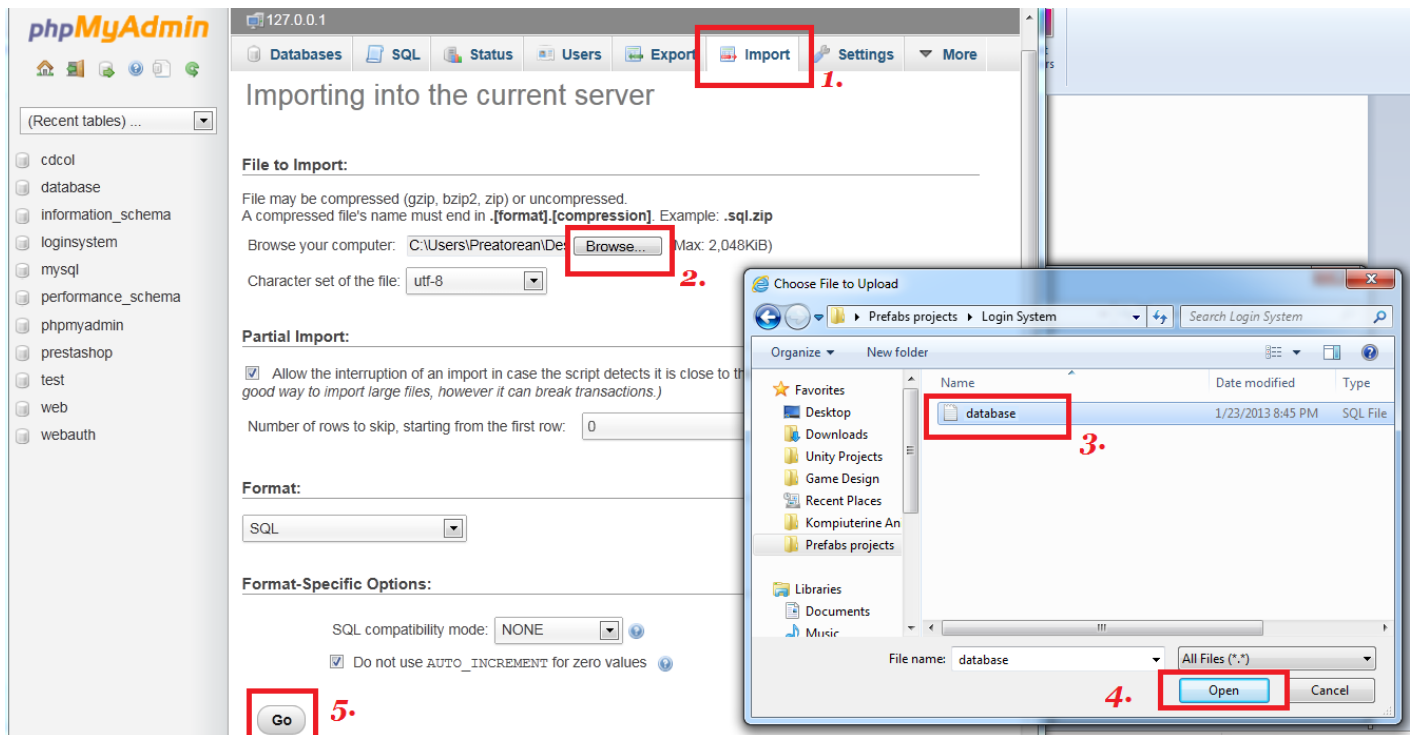 phpMyAdmin
127.0.0.1
Databases SQL Status Users Export Import Settings More
1.
rs
(Recent tables) ...
cdcol
database
information_schema
loginsystem
mysql
performance_schema
phpmyadmin
prestashop
test
web
webauth
Importing into the current server
File to Import:
File may be compressed (gzip, bzip2, zip) or uncompressed.
A compressed file's name must end in .[format].[compression]. Example: .sql.zip
Browse your computer: C:\Users\Preatorean\Des Browse... Max: 2,048KiB)
2.
Character set of the file: utf-8
Partial Import:
Allow the interruption of an import in case the script detects it is close to th
good way to import large files, however it can break transactions.)
Number of rows to skip, starting from the first row: 0
Format:
SQL
Format-Specific Options:
SQL compatibility mode: NONE
Do not use AUTO_INCREMENT for zero values
Go
5.
Choose File to Upload
Prefabs projects Login System
Search Login System
Organize New folder
Favorites
Desktop
Downloads
Unity Projects
Game Design
Recent Places
Kompiuterine An
Prefabs projects
Libraries
Documents
Music
Name Date modified Type
database 1/23/2013 8:45 PM SQL File
3.
File name: database All Files (*.*)
4.
Open Cancel